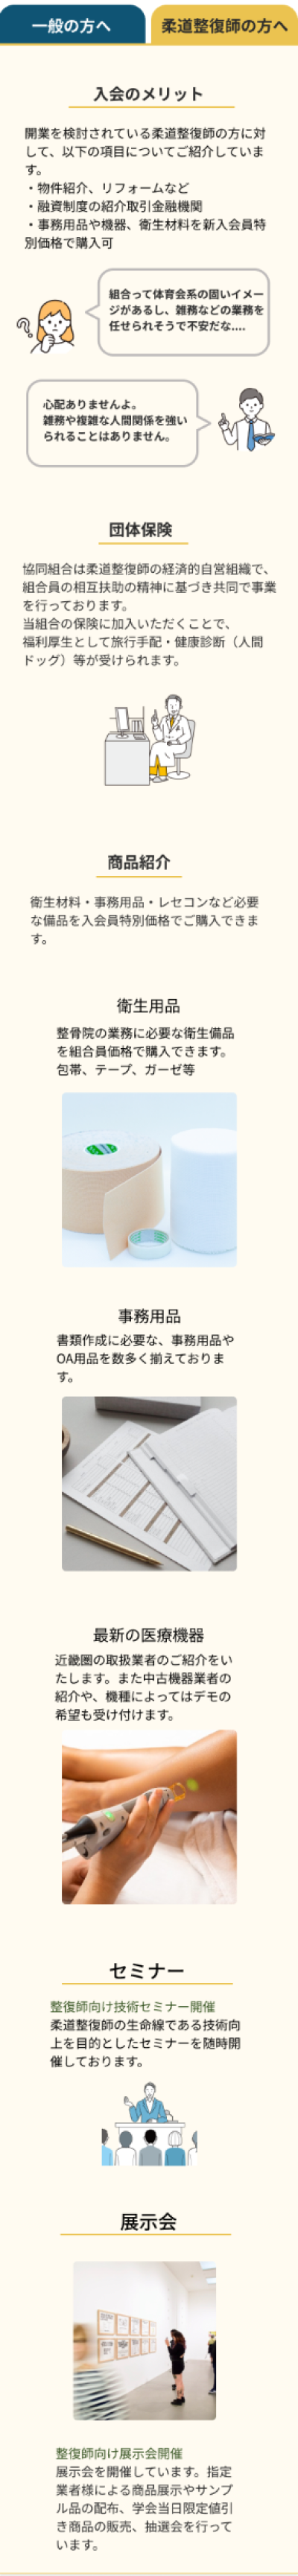 一般の方へ
柔道整復師の方へ
入会のメリット
開業を検討されている柔道整復師の方に対
して、以下の項目についてご紹介していま
す。
・物件紹介、リフォームなど
・融資制度の紹介取引金融機関
・事務用品や機器、衛生材料を新入会員特
別価格で購入可
組合って体育会系の固いイメー
ジがあるし、雑務などの業務を
任せられそうで不安だな....
心配ありませんよ。
雑務や複雑な人間関係を強い
られることはありません。
団体保険
協同組合は柔道整復師の経済的自営組織で、
組合員の相互扶助の精神に基づき共同で事業
を行っております。
当組合の保険に加入いただくことで、
福利厚生として旅行手配・健康診断（人間
ドッグ）等が受けられます。
商品紹介
衛生材料・事務用品・レセコンなど必要
な備品を入会員特別価格でご購入できま
す。
衛生用品
整骨院の業務に必要な衛生備品
を組合員価格で購入できます。
包帯、テープ、ガーゼ等
事務用品
書類作成に必要な、事務用品や
OA用品を数多く揃えておりま
す。
最新の医療機器
近畿圏の取扱業者のご紹介をい
たします。また中古機器業者の
紹介や、機種によってはデモの
希望も受け付けます。
セミナー
整復師向け技術セミナー開催
柔道整復師の生命線である技術向
上を目的としたセミナーを随時開
催しております。
展示会
整復師向け展示会開催
展示会を開催しています。指定
業者様による商品展示やサンプ
ル品の配布、学会当日限定値引
き商品の販売、抽選会を行って
います。